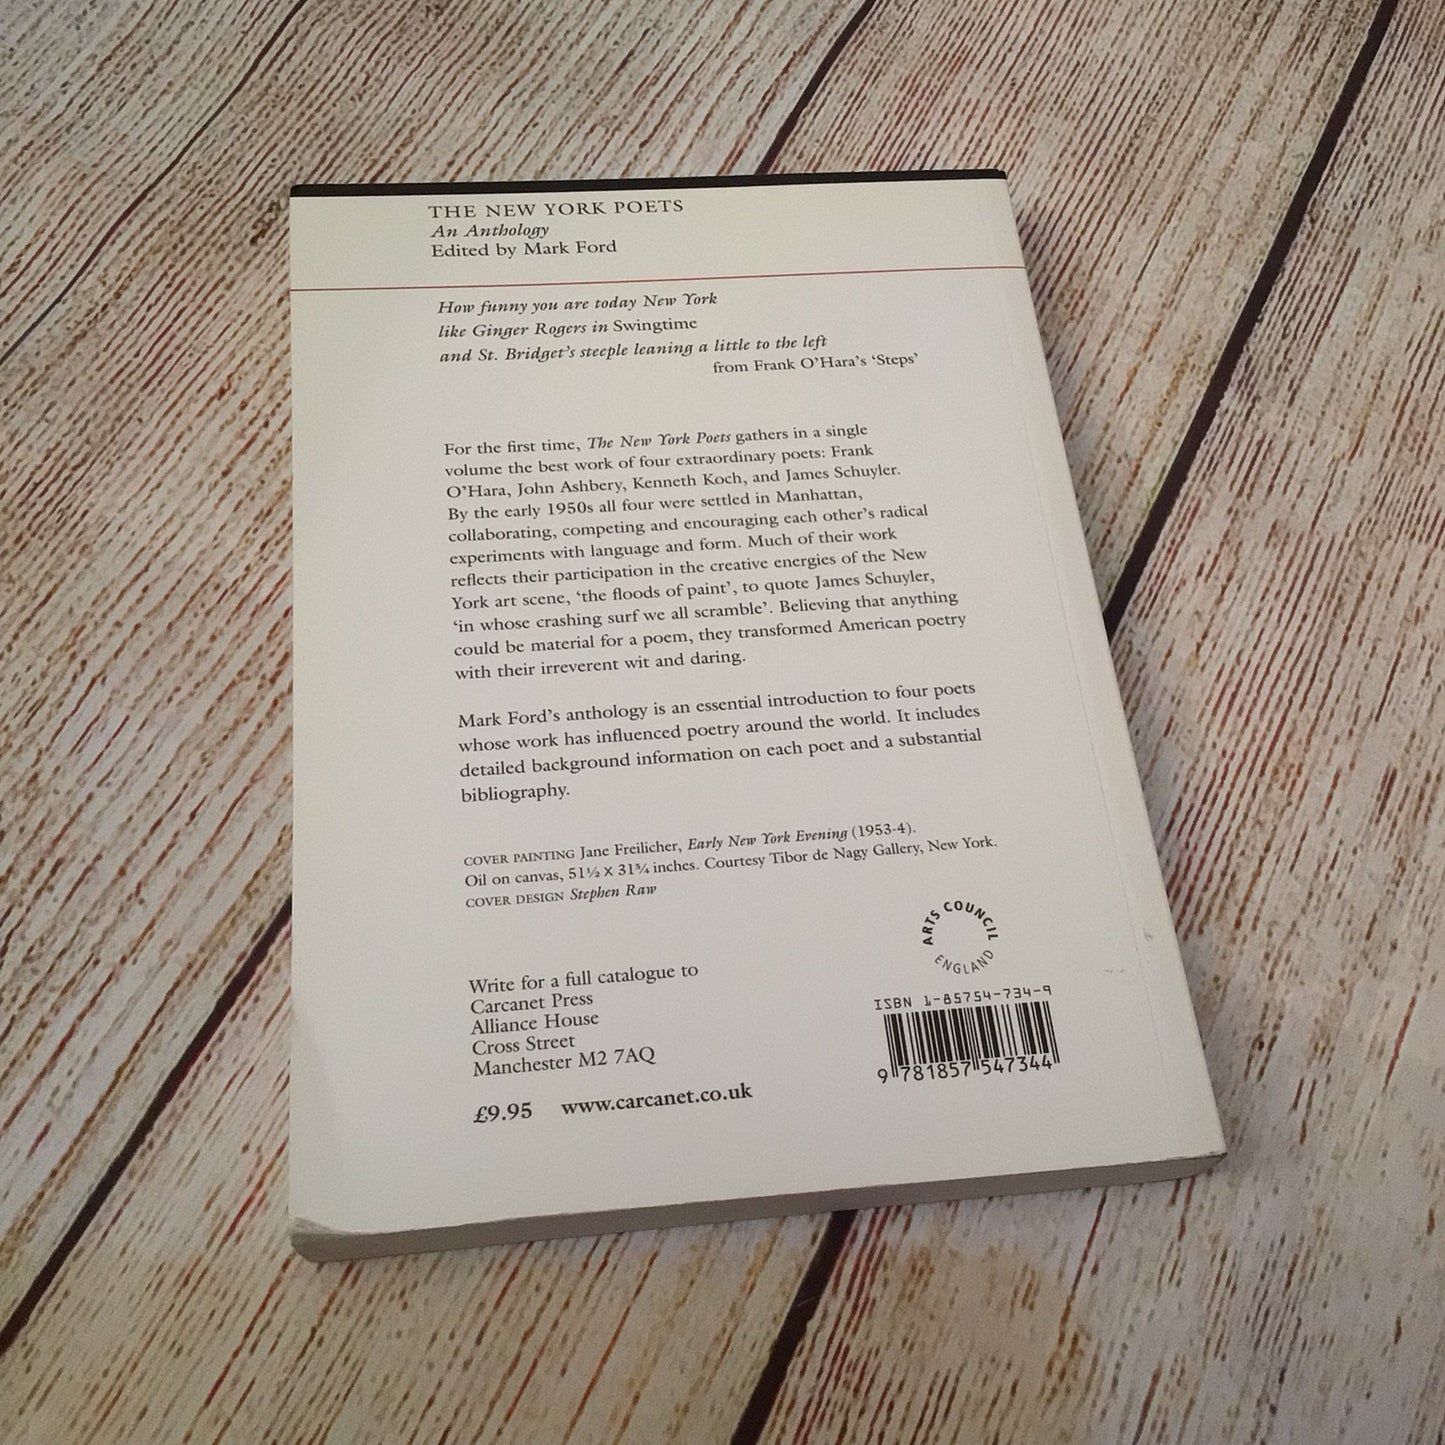 THE NEW YORK POETS
An Anthology
Edited by Mark Ford
How funny you are today New York
like Ginger Rogers in Swingtime
and St. Bridget's steeple leaning a little to the left
from Frank O'Hara's ‘Steps’
For the first time, The New York Poets gathers in a single
volume the best work of four extraordinary poets: Frank
O'Hara, John Ashbery, Kenneth Koch, and James Schuyler.
By the early 1950s all four were settled in Manhattan,
collaborating, competing and encouraging each other's radical
experiments with language and form. Much of their work
reflects their participation in the creative energies of the New
York art scene, ‘the floods of paint’, to quote James Schuyler,
‘in whose crashing surf we all scramble’. Believing that anything
could be material for a poem, they transformed American poetry
with their irreverent wit and daring.
Mark Ford's anthology is an essential introduction to four poets
whose work has influenced poetry around the world. It includes
detailed background information on each poet and a substantial
bibliography.
COVER PAINTING Jane Freilicher, Early New York Evening (1953-4).
Oil on canvas, 51½ X 31¾ inches. Courtesy Tibor de Nagy Gallery, New York.
COVER DESIGN Stephen Raw
ARTS COUNCIL
ENGLAND
Write for a full catalogue to
Carcanet Press
Alliance House
Cross Street
Manchester M2 7AQ
£9.95 www.carcanet.co.uk
ISBN 1-85754-734-9
9 781857 547344